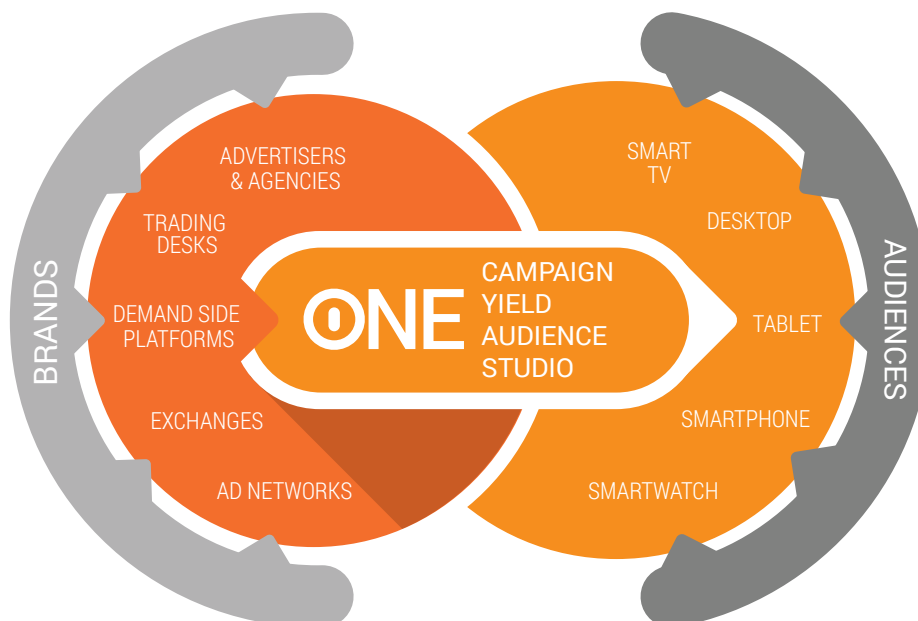 BRANDS
ADVERTISERS
& AGENCIES
TRADING
DESKS
DEMAND SIDE
PLATFORMS
EXCHANGES
AD NETWORKS
ONE
CAMPAIGN
YIELD
AUDIENCE
STUDIO
SMART
TV
DESKTOP
TABLET
SMARTPHONE
SMARTWATCH
AUDIENCES